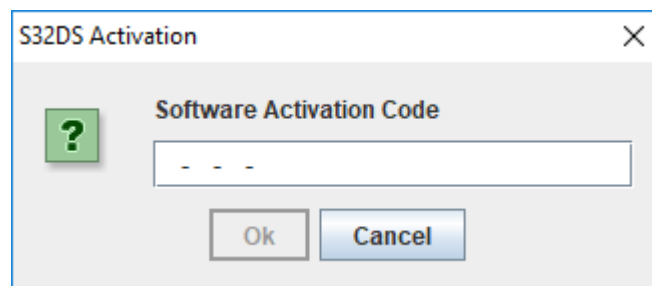 S32DS Activation
?
Software Activation Code
- - -
Ok Cancel